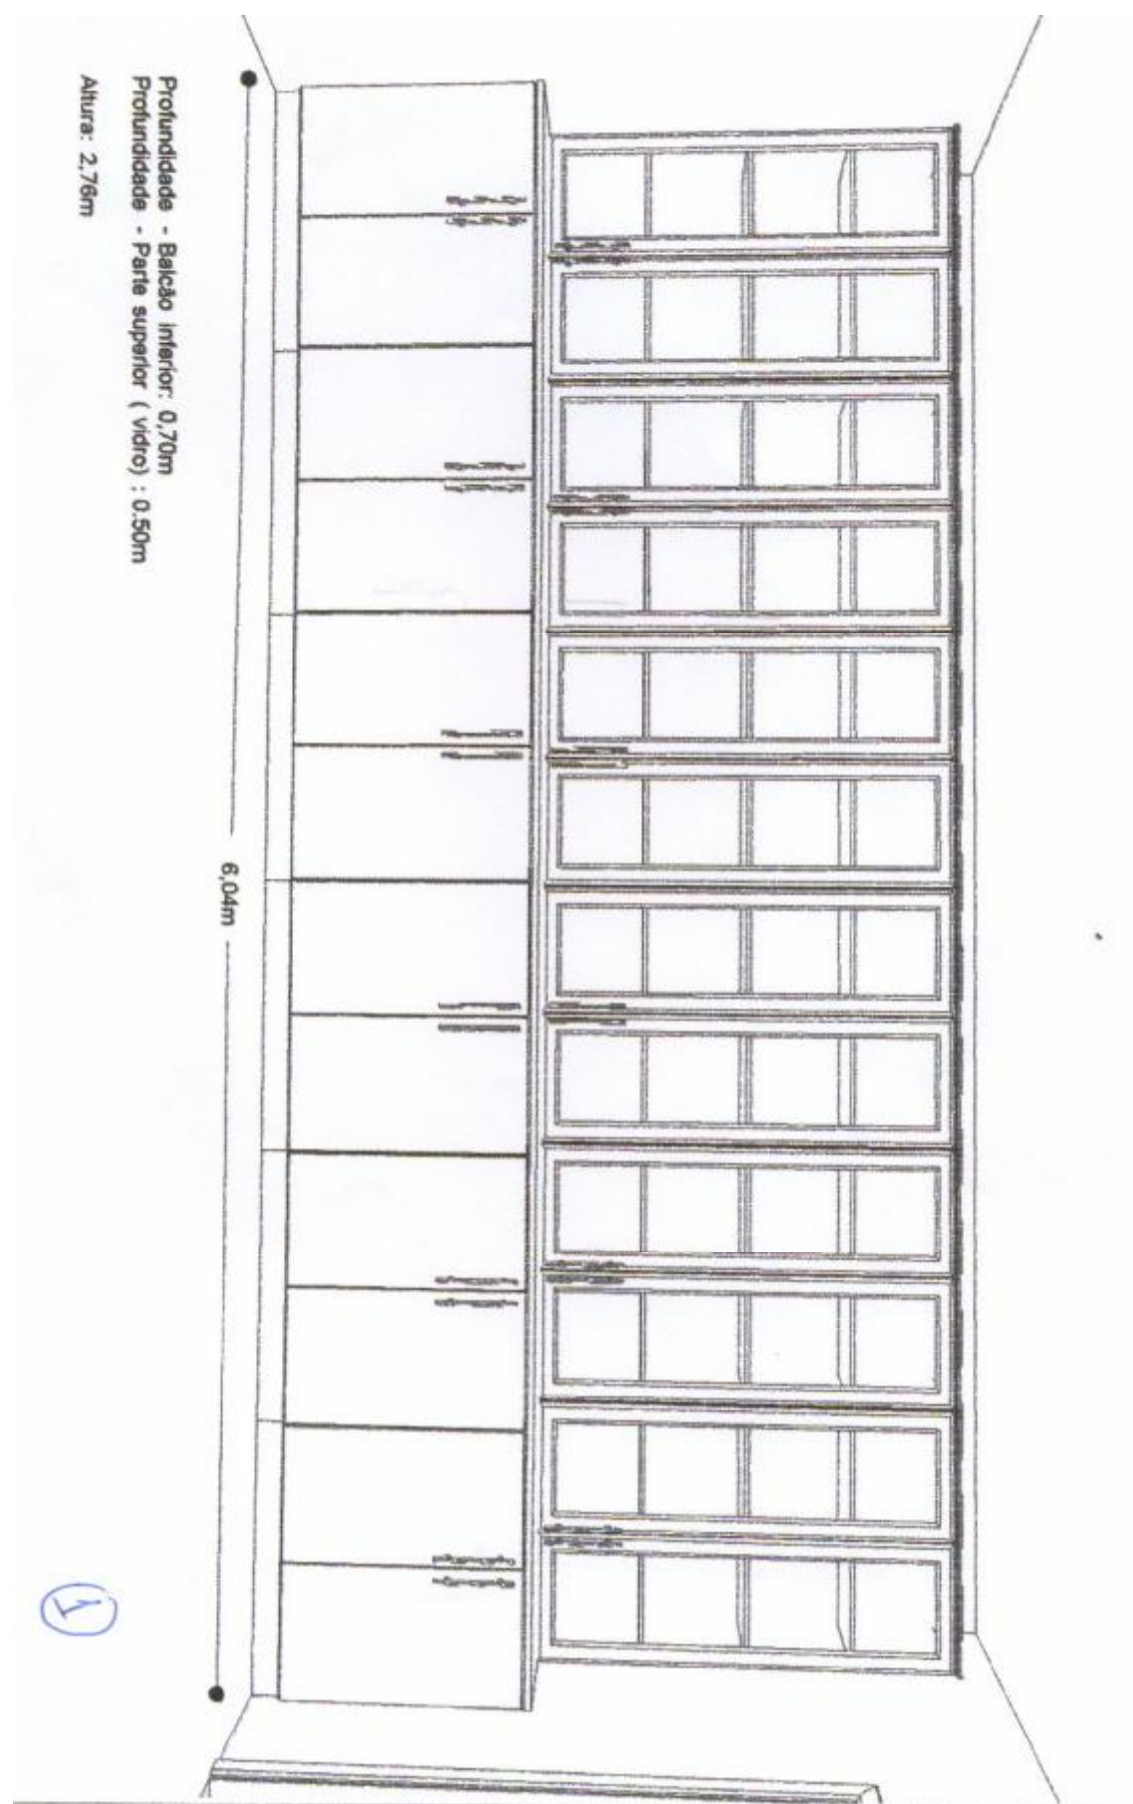 6,04m
Profundidade - Balcão inferior: 0,70m
Profundidade - Parte superior ( vidro) : 0.50m
Altura: 2,76m
1